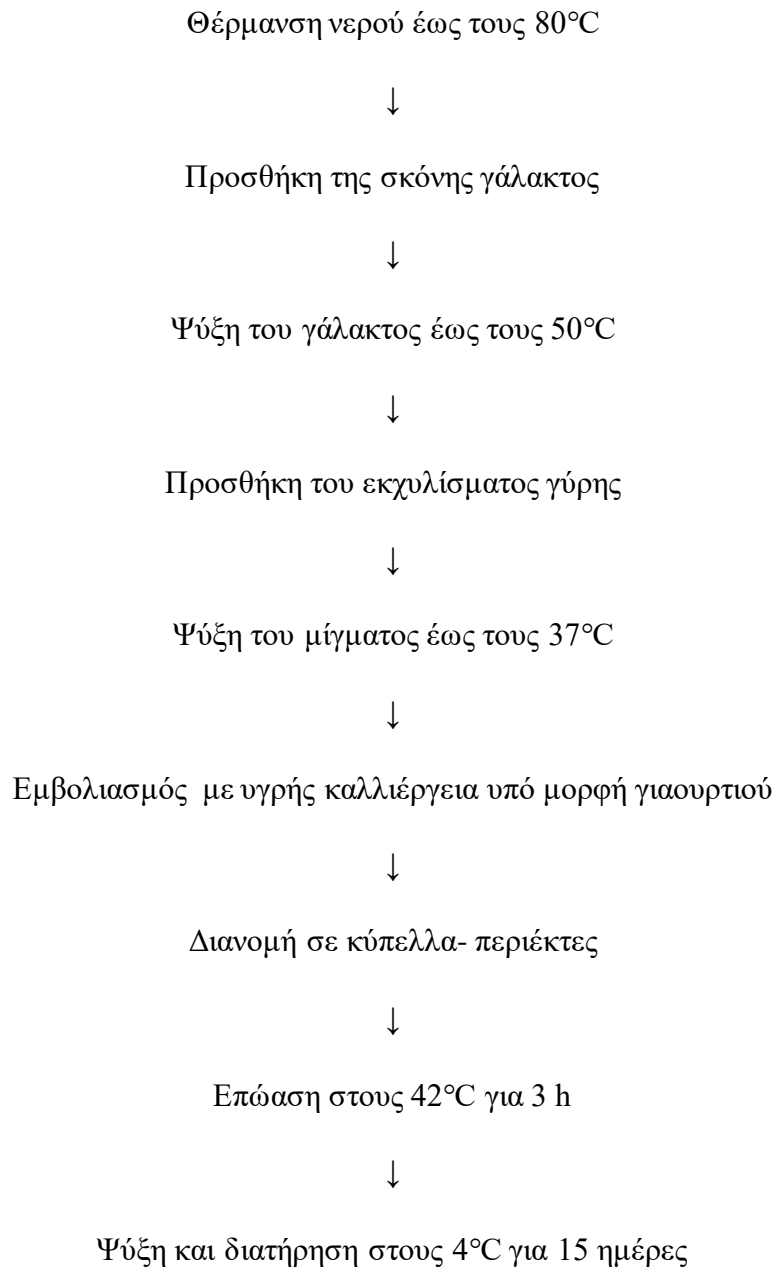 Θέρμανση νερού έως τους 80°C
↓
Προσθήκη της σκόνης γάλακτος
↓
Ψύξη του γάλακτος έως τους 50°C
↓
Προσθήκη του εκχυλίσματος γύρης
↓
Ψύξη του μίγματος έως τους 37°C
↓
Εμβολιασμός με υγρής καλλιέργεια υπό μορφή γιαουρτιού
↓
Διανομή σε κύπελλα- περιέκτες
↓
Επώαση στους 42°C για 3 h
↓
Ψύξη και διατήρηση στους 4°C για 15 ημέρες